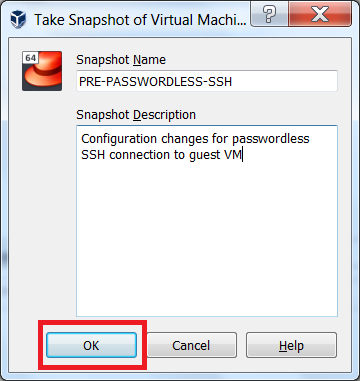 Take Snapshot of Virtual Machi...
64
Snapshot Name
PRE-PASSWORDLESS-SSH
Snapshot Description
Configuration changes for passwordless
SSH connection to guest VM
OK
Cancel
Help